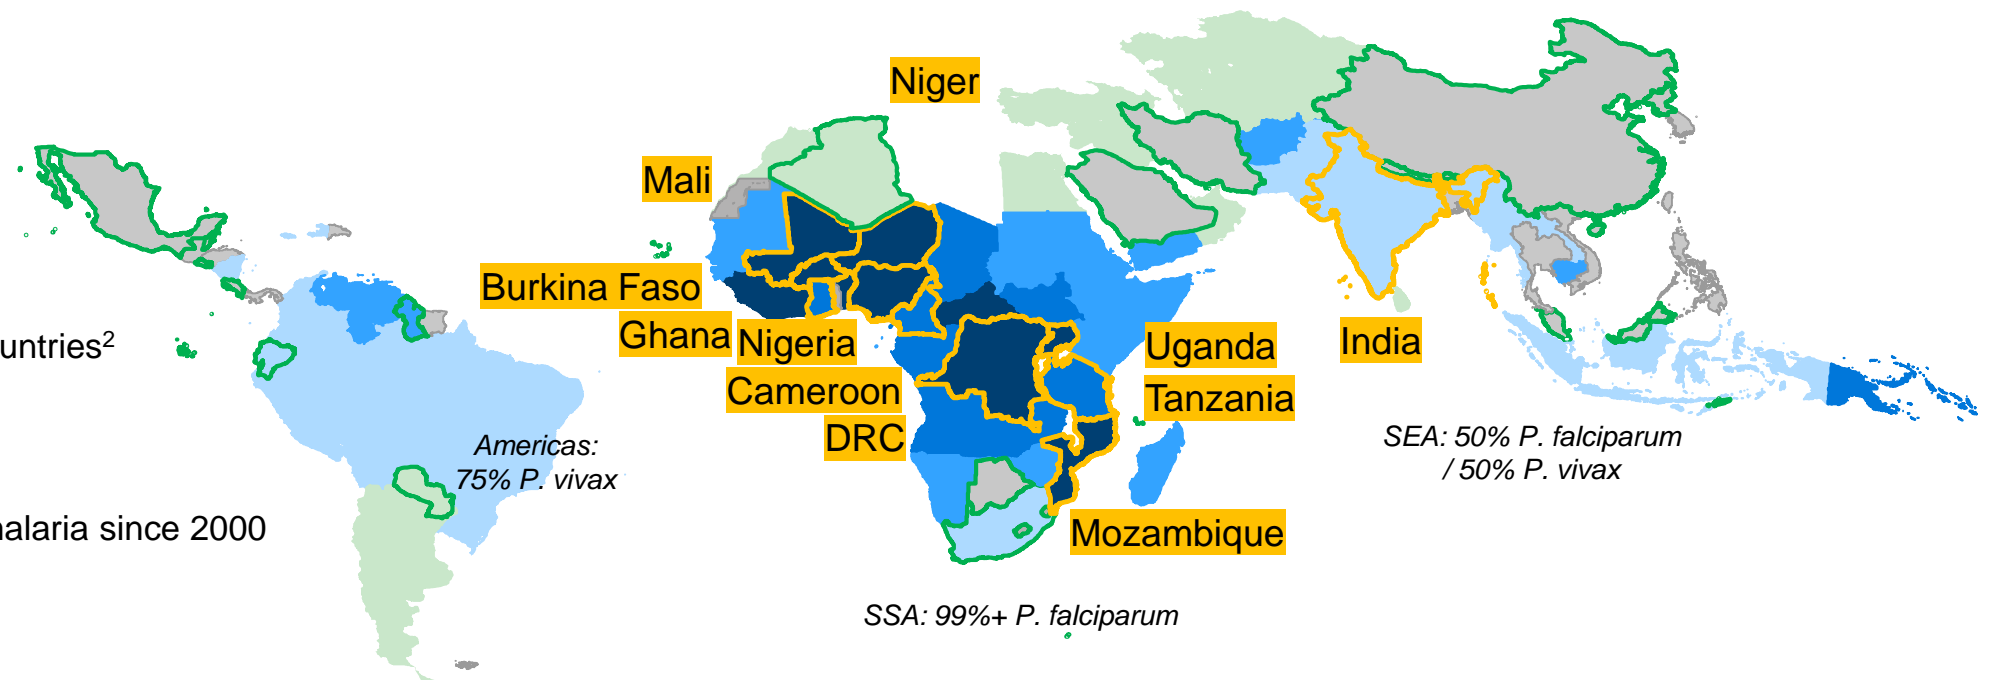 Niger
Mali
Burkina Faso
Ghana
Nigeria
Cameroon
DRC
Uganda
Tanzania
Mozambique
India
untries²
alaria since 2000
Americas:
75% P. vivax
SSA: 99%+ P. falciparum
SEA: 50% P. falciparum
/ 50% P. vivax